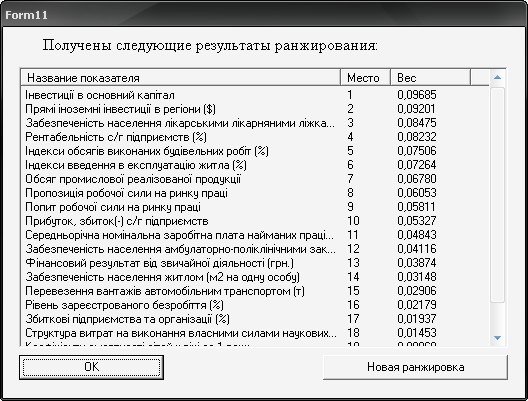 Form11
Получены следующие результаты ранжирования:
Название показателя Место Вес
Інвестиції в основний капітал 1 0,09685
Прямі іноземні інвестиції в регіони ($) 2 0,09201
Забезпеченість населення лікарськими лікарняними ліжка... 3 0,08475
Рентабельність с/г підприємств (%) 4 0,08232
Індекси обсягів виконаних будівельних робіт (%) 5 0,07506
Індекси введення в експлуатацію житла (%) 6 0,07264
Обсяг промислової реалізованої продукції 7 0,06780
Пропозиція робочої сили на ринку праці 8 0,06053
Попит робочої сили на ринку праці 9 0,05811
Прибуток, збиток(-) с/г підприємств 10 0,05327
Середньорічна номінальна заробітна плата найманих праці... 11 0,04843
Забезпеченість населення амбулаторно-поліклінічними зак... 12 0,04116
Фінансовий результат від звичайної діяльності (грн.) 13 0,03874
Забезпеченість населення житлом (м2 на одну особу) 14 0,03148
Перевезення вантажів автомобільним транспортом (т) 15 0,02906
Рівень зареєстрованого безробіття (%) 16 0,02179
Збиткові підприємства та організації (%) 17 0,01937
Структура витрат на виконання власними силами наукових... 18 0,01453
OK Новая ранжировка